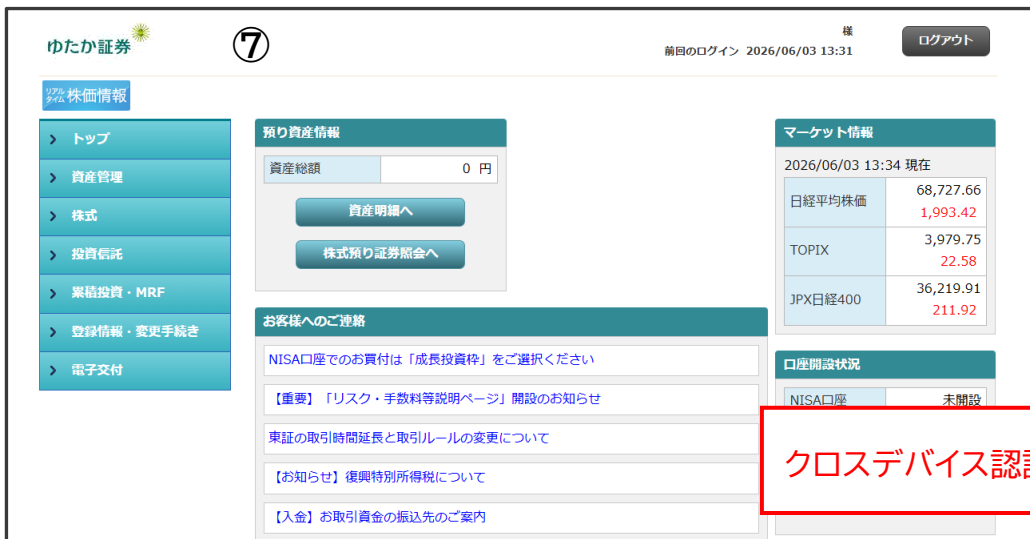 ゆたか証券
⑦
様
前回のログイン 2026/06/03 13:31
ログアウト
リアルタイム 株価情報
トップ
資産管理
株式
投資信託
累積投資・MRF
登録情報・変更手続き
電子交付
預り資産情報
資産総額 0 円
資産明細へ
株式預り証券照会へ
お客様へのご連絡
NISA口座でのお買付は「成長投資枠」をご選択ください
【重要】「リスク・手数料等説明ページ」開設のお知らせ
東証の取引時間延長と取引ルールの変更について
【お知らせ】復興特別所得税について
【入金】お取引資金の振込先のご案内
マーケット情報
2026/06/03 13:34 現在
日経平均株価 68,727.66
1,993.42
TOPIX 3,979.75
22.58
JPX日経400 36,219.91
211.92
口座開設状況
NISA口座 未開設
クロスデバイス認